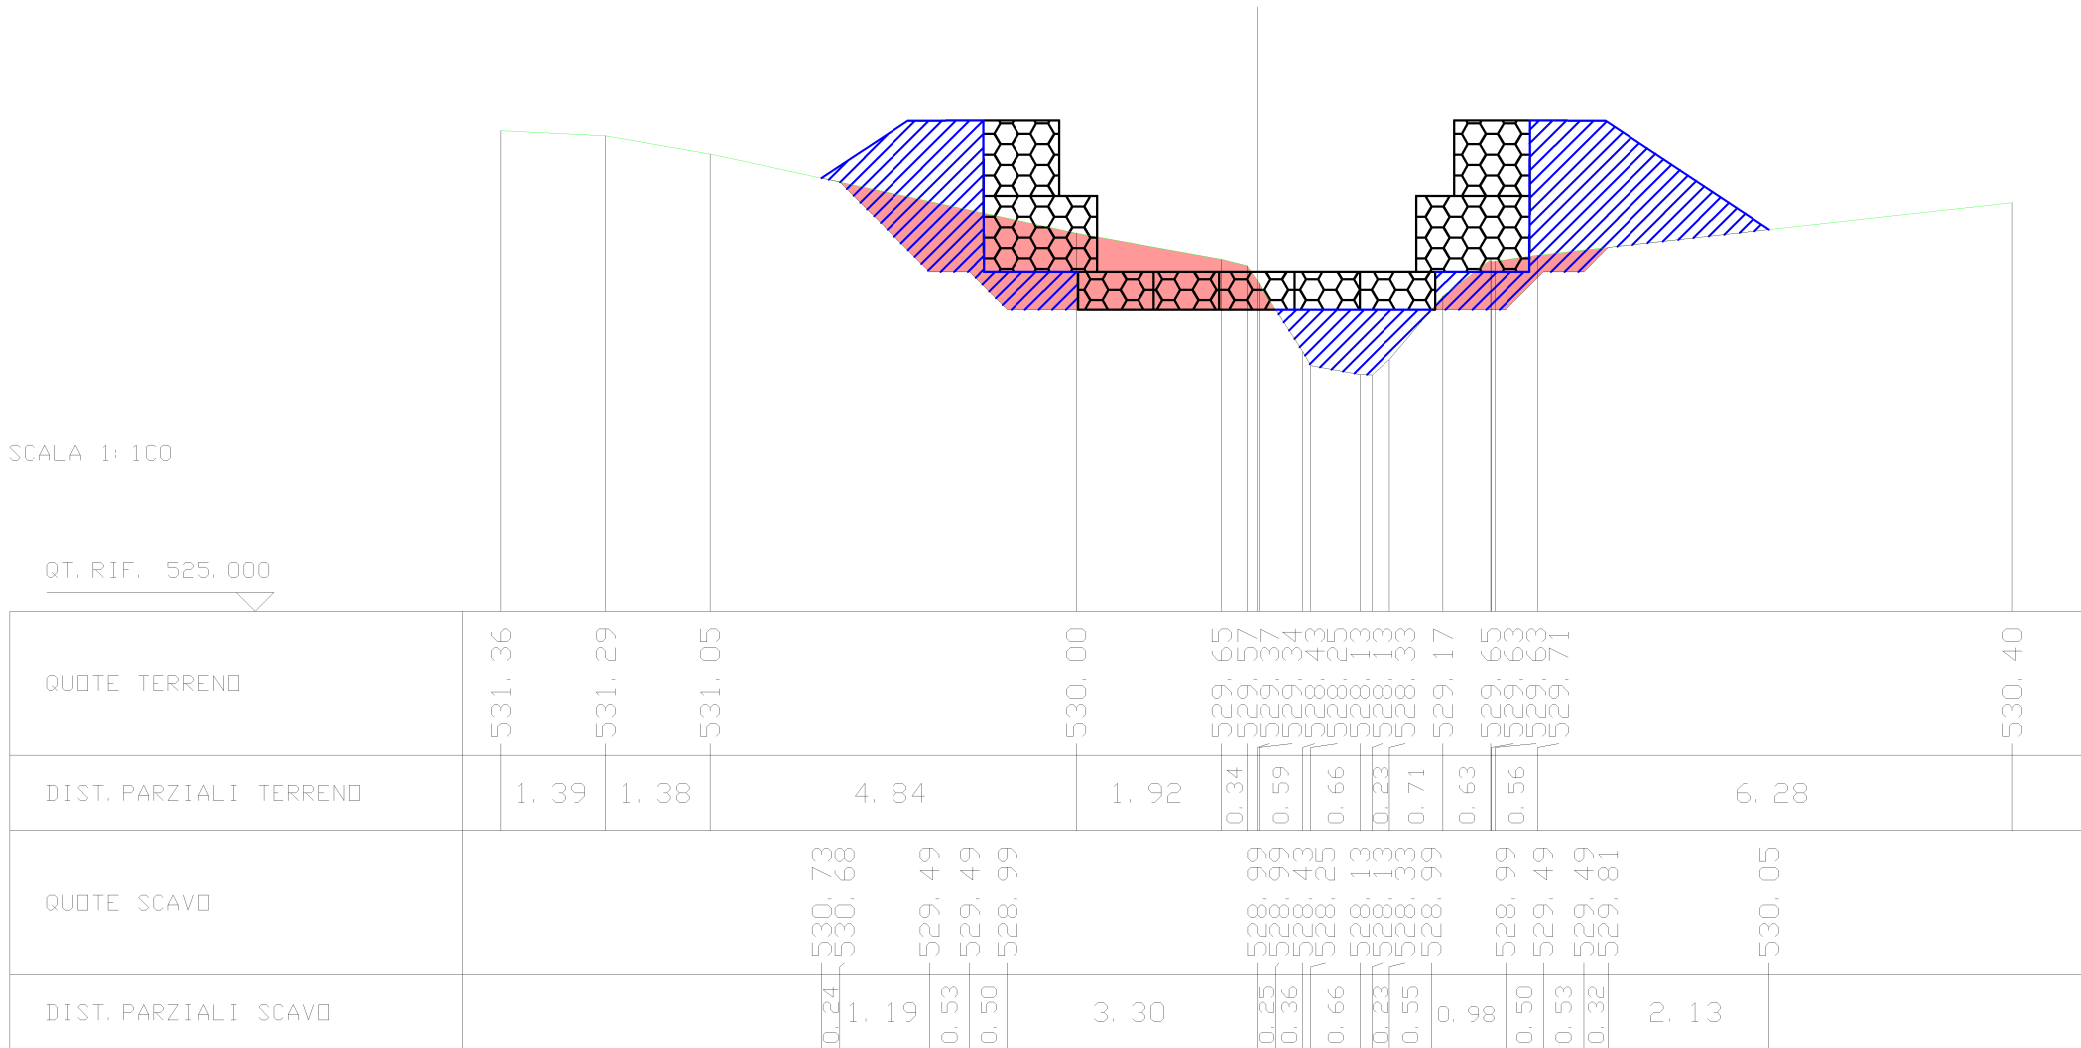 SCALA 1: 100
QT. RIF. 525. 000
QUOTE TERRENO
531. 36 531. 29 531. 05 530. 00 529. 65 529. 57 529. 37 529. 34 528. 43 528. 25 528. 13 528. 13 528. 33 529. 17 529. 65 529. 63 529. 63 529. 71 530. 40
DIST. PARZIALI TERRENO
1. 39 1. 38 4. 84 1. 92 0. 34 0. 59 0. 66 0. 23 0. 71 0. 63 0. 56 6. 28
QUOTE SCAVO
530. 73 530. 68 529. 49 529. 49 528. 99 528. 99 528. 99 528. 43 528. 25 528. 13 528. 13 528. 33 528. 99 528. 99 529. 49 529. 49 529. 81 530. 05
DIST. PARZIALI SCAVO
0. 24 1. 19 0. 53 0. 50 3. 30 0. 25 0. 36 0. 66 0. 23 0. 55 0. 98 0. 50 0. 53 0. 32 2. 13